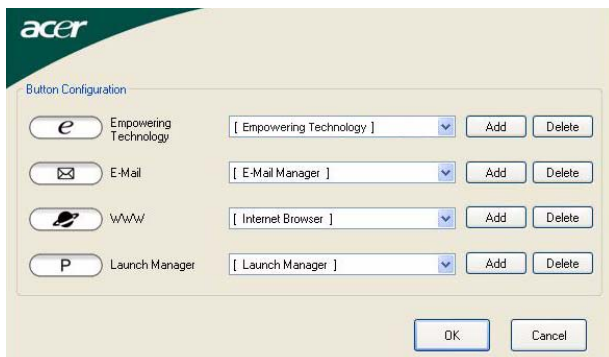 acer
Button Configuration
e Empowering Technology [ Empowering Technology ] Add Delete
E-Mail [ E-Mail Manager ] Add Delete
WWW [ Internet Browser ] Add Delete
P Launch Manager [ Launch Manager ] Add Delete
OK Cancel